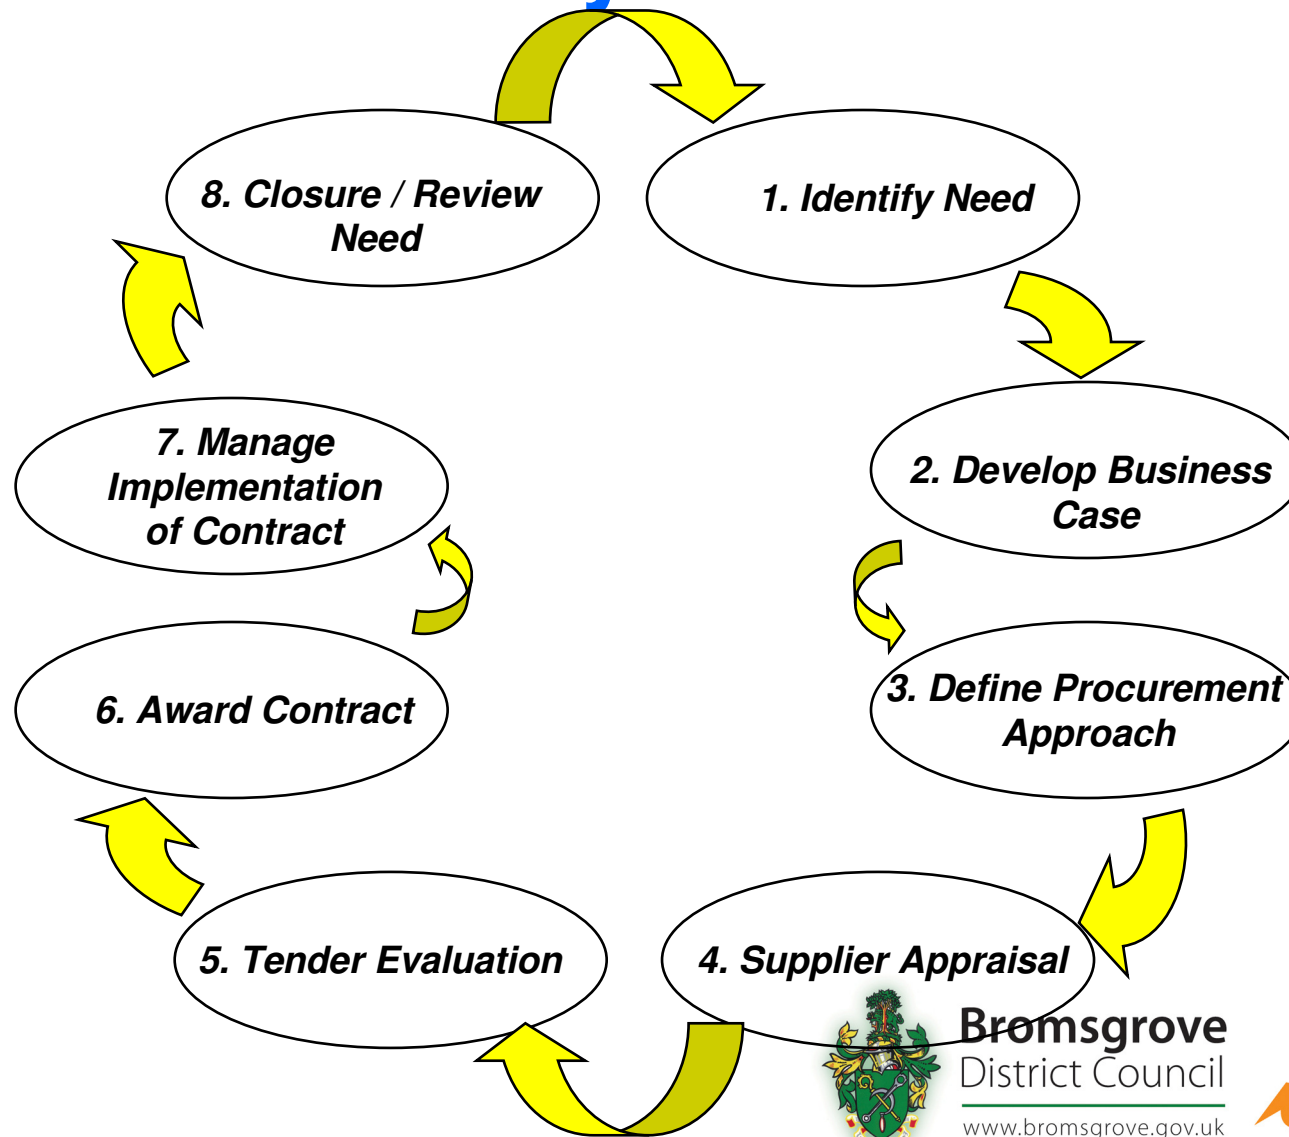 8. Closure / Review
Need
1. Identify Need
7. Manage
Implementation
of Contract
2. Develop Business
Case
6. Award Contract
3. Define Procurement
Approach
5. Tender Evaluation
4. Supplier Appraisal
Bromsgrove
District Council
www.bromsgrove.gov.uk